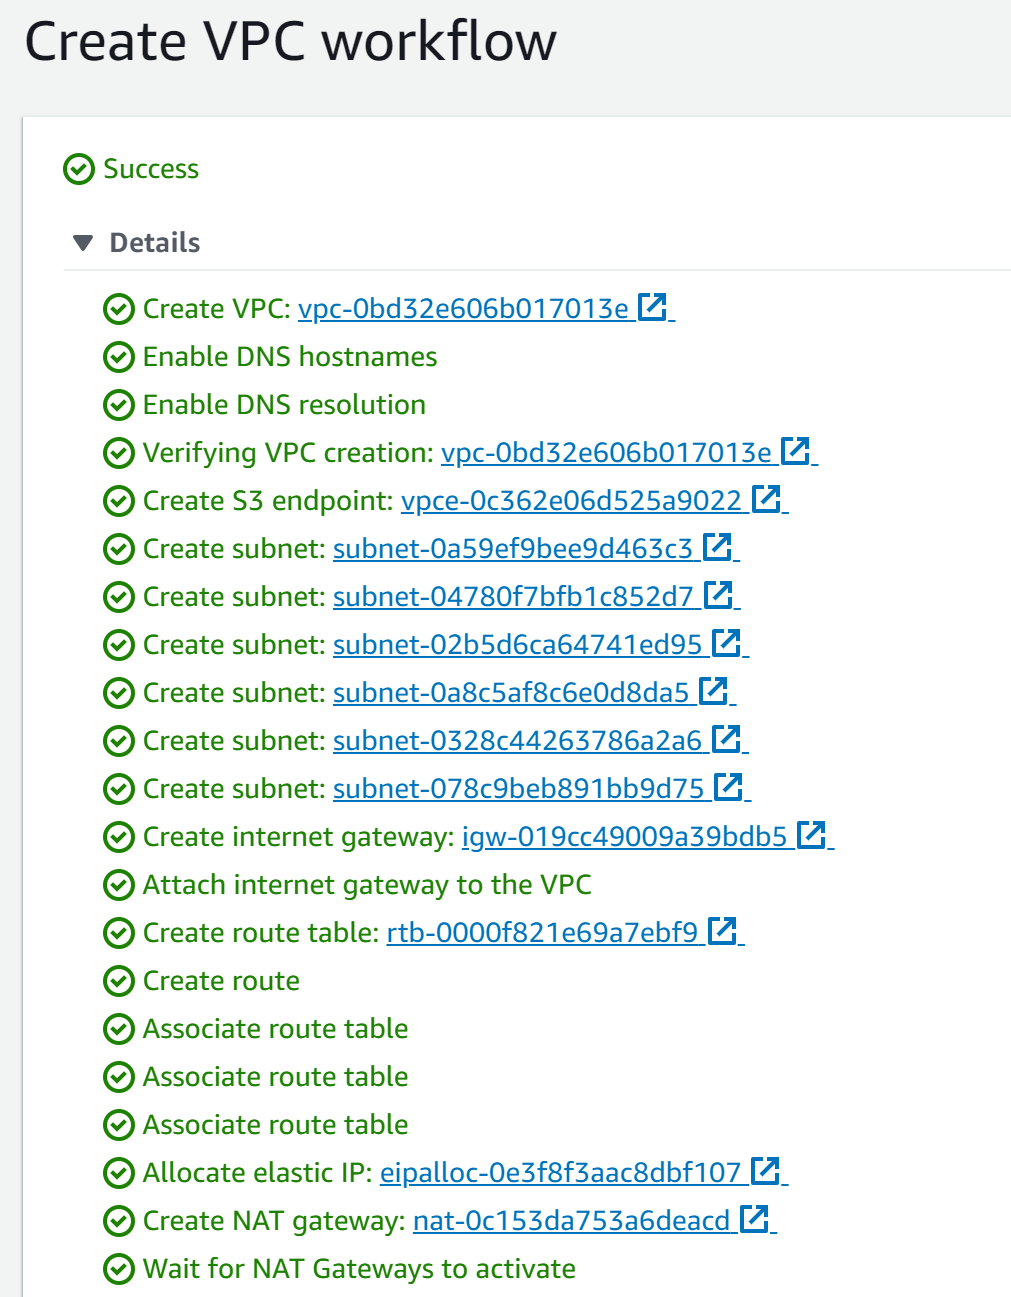 Create VPC workflow
Success
Details
Create VPC: vpc-0bd32e606b017013e
Enable DNS hostnames
Enable DNS resolution
Verifying VPC creation: vpc-0bd32e606b017013e
Create S3 endpoint: vpce-0c362e06d525a9022
Create subnet: subnet-0a59ef9bee9d463c3
Create subnet: subnet-04780f7bfb1c852d7
Create subnet: subnet-02b5d6ca64741ed95
Create subnet: subnet-0a8c5af8c6e0d8da5
Create subnet: subnet-0328c44263786a2a6
Create subnet: subnet-078c9beb891bb9d75
Create internet gateway: igw-019cc49009a39bdb5
Attach internet gateway to the VPC
Create route table: rtb-0000f821e69a7ebf9
Create route
Associate route table
Associate route table
Associate route table
Allocate elastic IP: eipalloc-0e3f8f3aac8dbf107
Create NAT gateway: nat-0c153da753a6deacd
Wait for NAT Gateways to activate